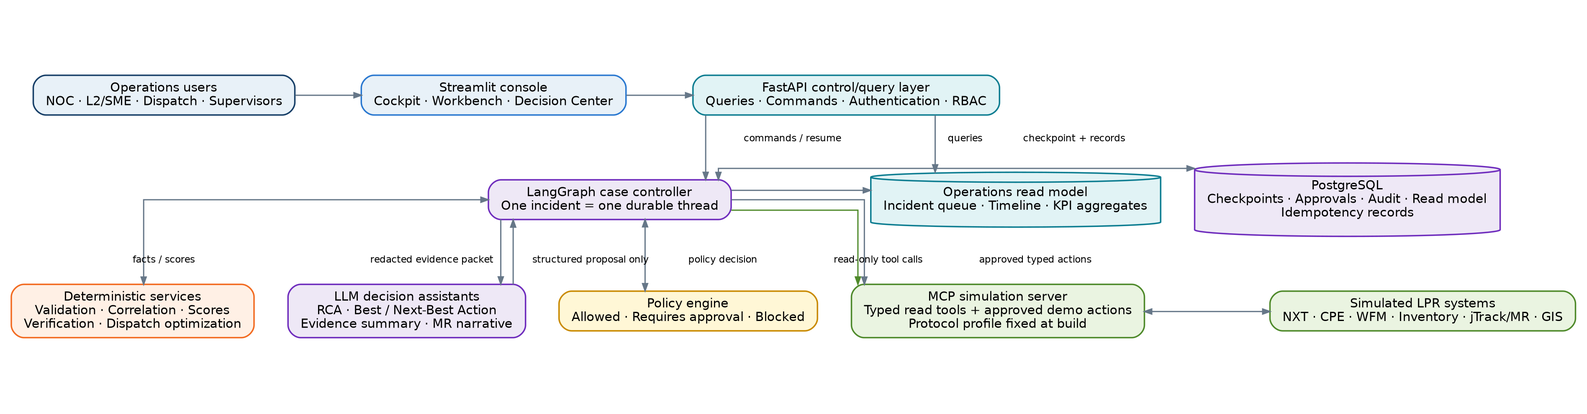 Operations users
NOC · L2/SME · Dispatch · Supervisors
Streamlit console
Cockpit · Workbench · Decision Center
FastAPI control/query layer
Queries · Commands · Authentication · RBAC
commands / resume
queries
checkpoint + records
LangGraph case controller
One incident = one durable thread
Operations read model
Incident queue · Timeline · KPI aggregates
PostgreSQL
Checkpoints · Approvals · Audit · Read model
Idempotency records
facts / scores
redacted evidence packet
structured proposal only
policy decision
read-only tool calls
approved typed actions
Deterministic services
Validation · Correlation · Scores
Verification · Dispatch optimization
LLM decision assistants
RCA · Best / Next-Best Action
Evidence summary · MR narrative
Policy engine
Allowed · Requires approval · Blocked
MCP simulation server
Typed read tools + approved demo actions
Protocol profile fixed at build
Simulated LPR systems
NXT · CPE · WFM · Inventory · jTrack/MR · GIS